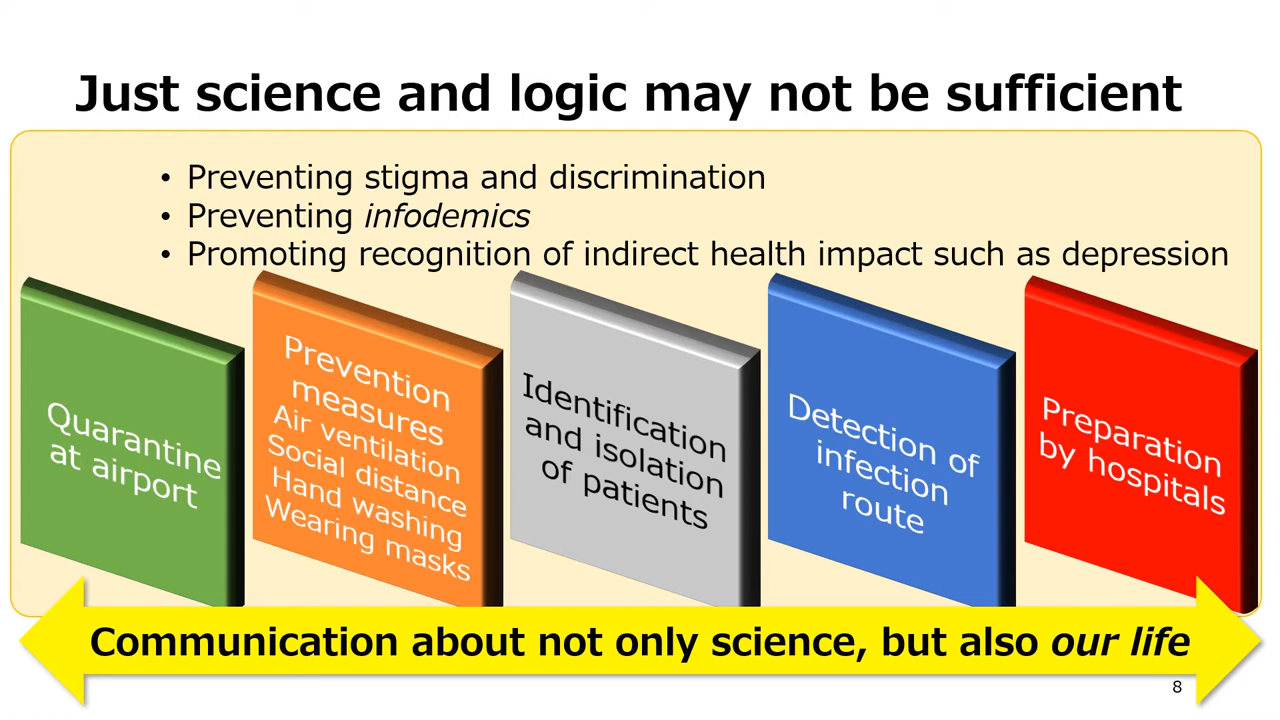 Just science and logic may not be sufficient
• Preventing stigma and discrimination
• Preventing infodemics
• Promoting recognition of indirect health impact such as depression
Quarantine
at airport
Prevention
measures
Air ventilation
Social distance
Hand washing
Wearing masks
Identification
and isolation
of patients
Detection of
infection
route
Preparation
by hospitals
Communication about not only science, but also our life
8